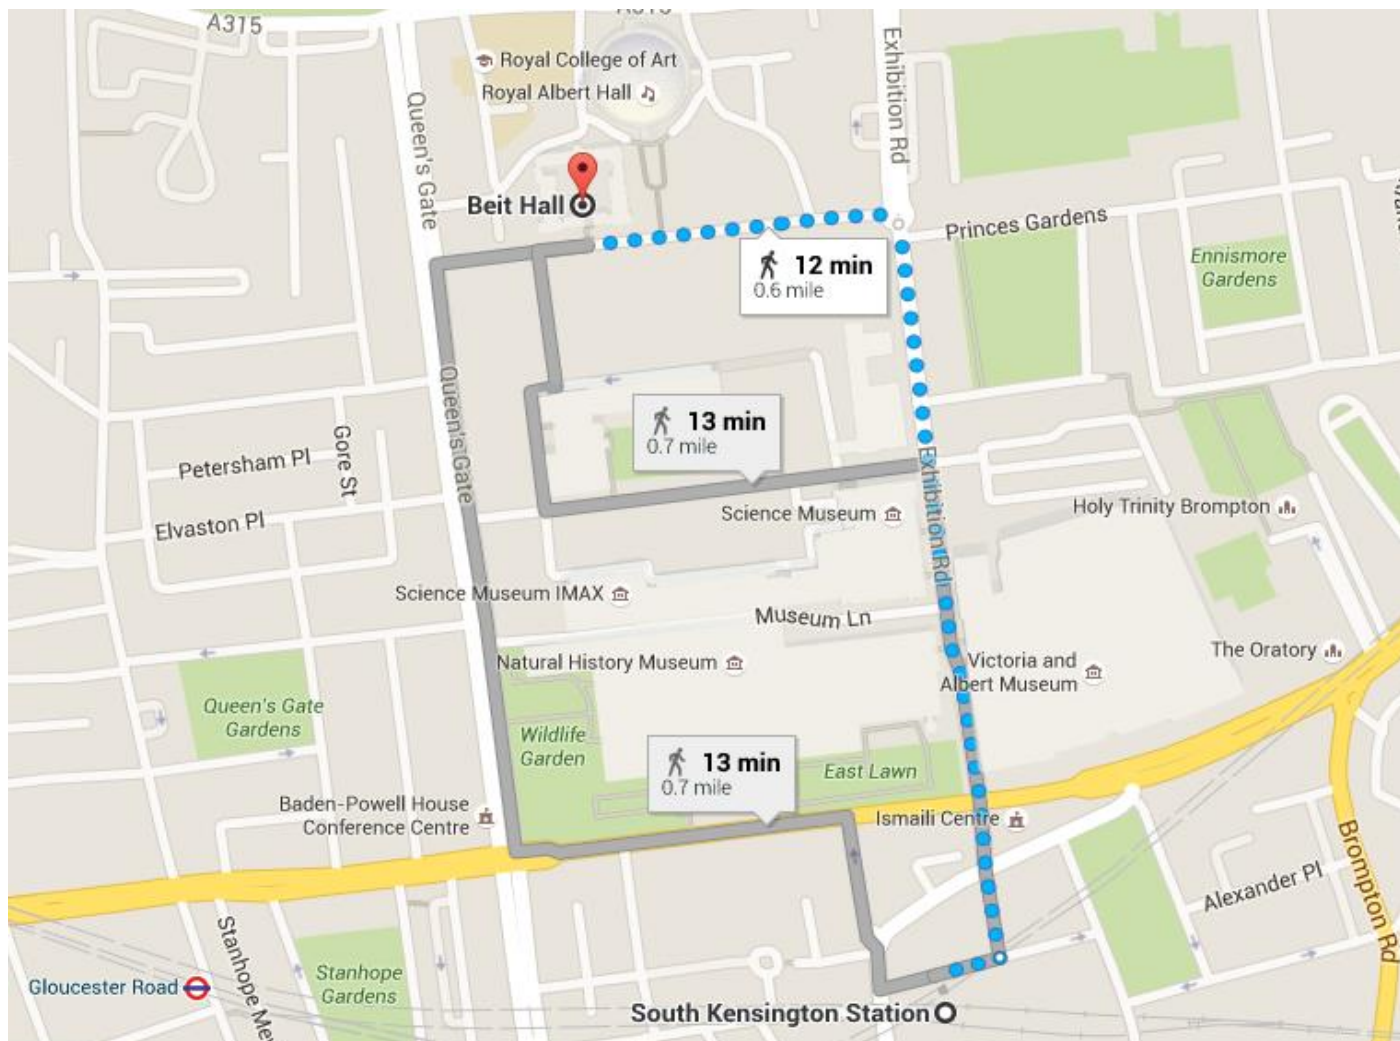 A315
Royal College of Art
Royal Albert Hall
Exhibition Rd
Queen's Gate
Beit Hall
Princes Gardens
12 min
0.6 mile
Ennismore
Gardens
Queen's Gate
13 min
0.7 mile
Gore St
Petersham Pl
Elvaston Pl
Exhibition Rd
Science Museum
Holy Trinity Brompton
Science Museum IMAX
Museum Ln
Natural History Museum
Victoria and
Albert Museum
The Oratory
Queen's Gate
Gardens
Wildlife
Garden
13 min
0.7 mile
East Lawn
Baden-Powell House
Conference Centre
Ismaili Centre
Brompton Rd
Alexander Pl
Stanhope Me
Stanhope
Gardens
Gloucester Road
South Kensington Station